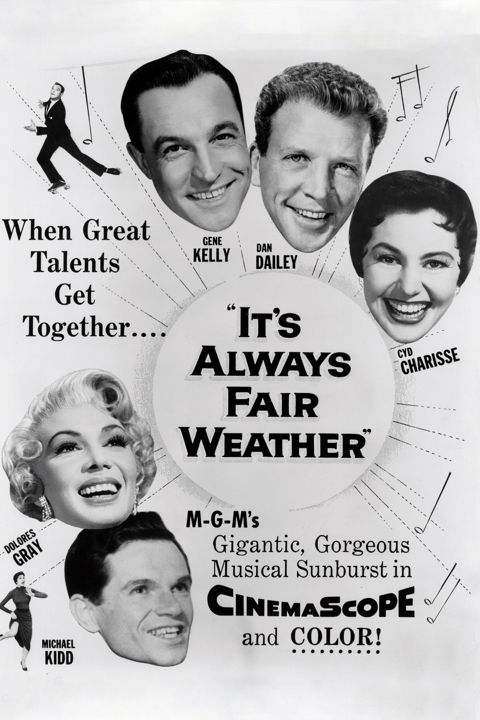 When Great
Talents
Get
Together....
GENE
KELLY
DAN
DAILEY
CYD
CHARISSE
"IT'S
ALWAYS
FAIR
WEATHER"
DOLORES
GRAY
MICHAEL
KIDD
M-G-M's
Gigantic, Gorgeous
Musical Sunburst in
CINEMASCOPE
and COLOR!